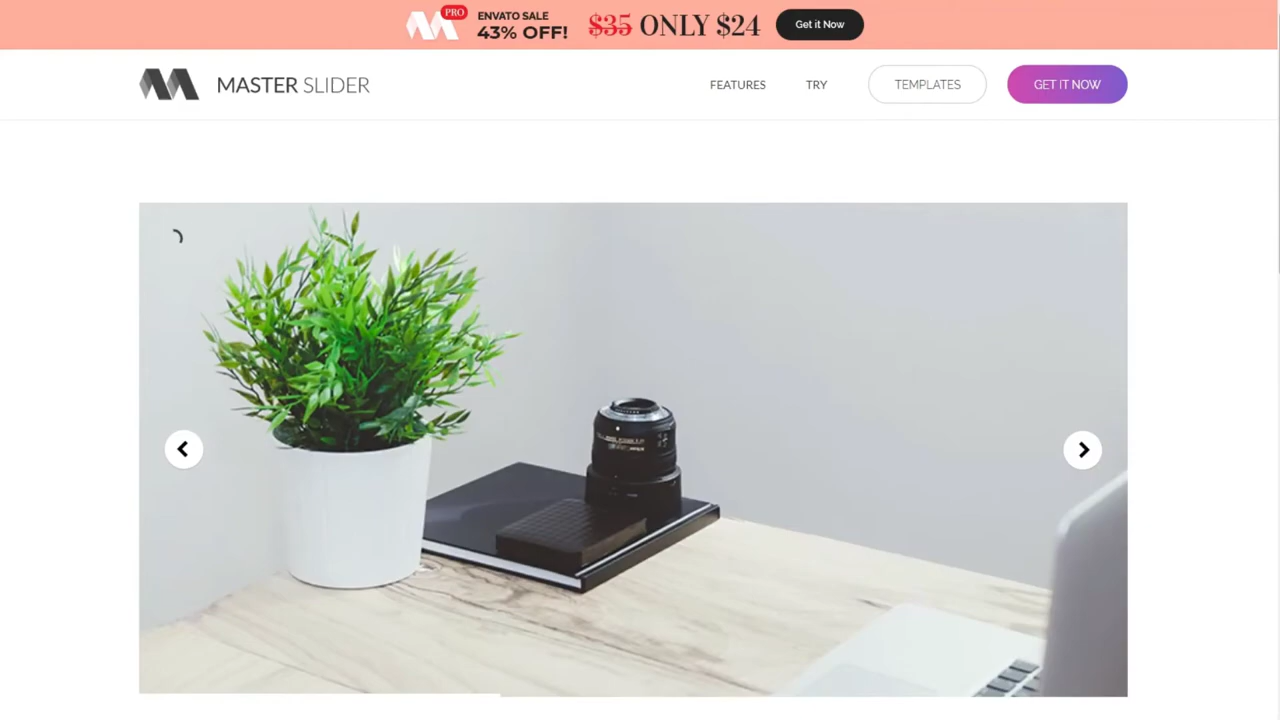 PRO
ENVATO SALE
43% OFF!
$35 ONLY $24
Get it Now
MASTER SLIDER
FEATURES
TRY
TEMPLATES
GET IT NOW